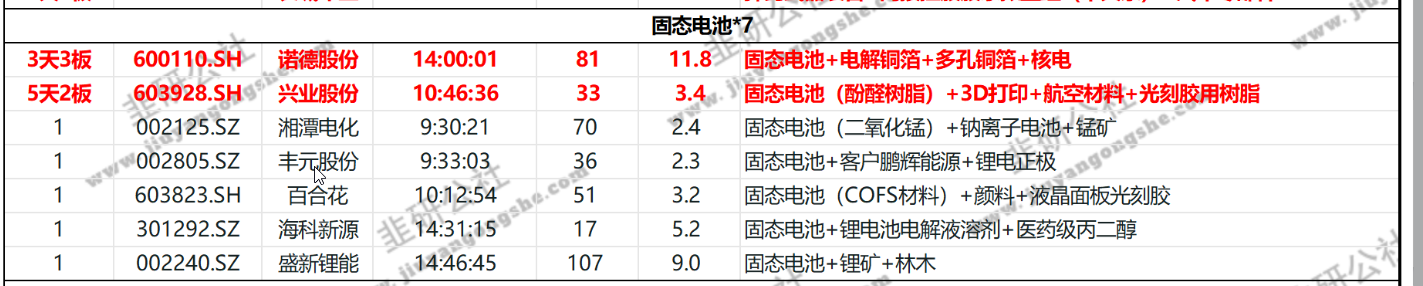 固态电池*7
3天3板 600110.SH 诺德股份 14:00:01 81 11.8 固态电池+电解铜箔+多孔铜箔+核电
5天2板 603928.SH 兴业股份 10:46:36 33 3.4 固态电池（酚醛树脂）+3D打印+航空材料+光刻胶用树脂
1 002125.SZ 湘潭电化 9:30:21 70 2.4 固态电池（二氧化锰）+钠离子电池+锰矿
1 002805.SZ 丰元股份 9:33:03 36 2.3 固态电池+客户鹏辉能源+锂电正极
1 603823.SH 百合花 10:12:54 51 3.2 固态电池（COFS材料）+颜料+液晶面板光刻胶
1 301292.SZ 海科新源 14:31:15 17 5.2 固态电池+锂电池电解液溶剂+医药级丙二醇
1 002240.SZ 盛新锂能 14:46:45 107 9.0 固态电池+锂矿+林木
韭研公社
www.jiuyangongshe.com